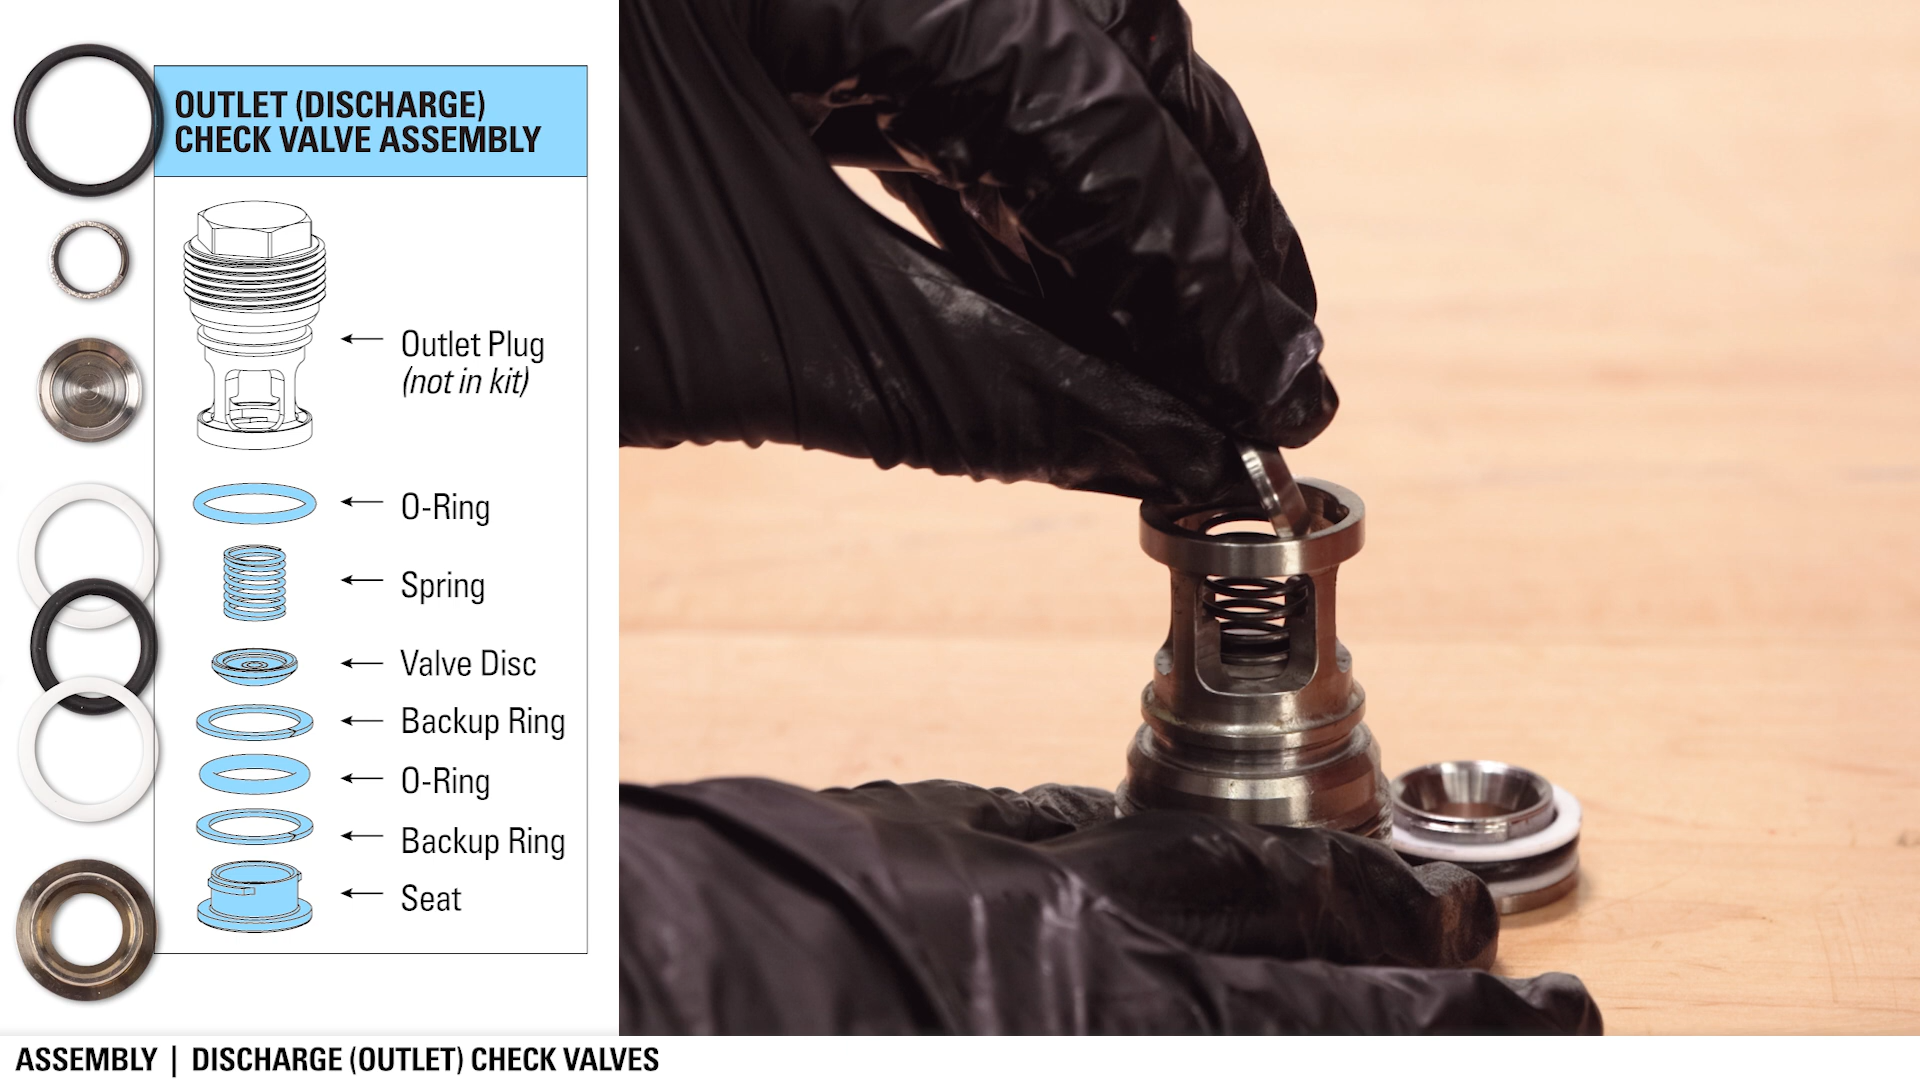 OUTLET (DISCHARGE)
CHECK VALVE ASSEMBLY
Outlet Plug
(not in kit)
O-Ring
Spring
Valve Disc
Backup Ring
O-Ring
Backup Ring
Seat
ASSEMBLY | DISCHARGE (OUTLET) CHECK VALVES